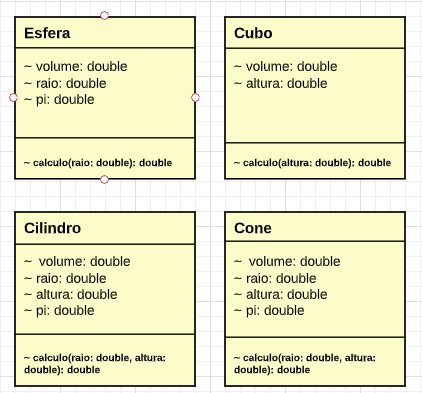 Esfera
~ volume: double
~ raio: double
~ pi: double
~ calculo(raio: double): double
Cubo
~ volume: double
~ altura: double
~ calculo(altura: double): double
Cilindro
~ volume: double
~ raio: double
~ altura: double
~ pi: double
~ calculo(raio: double, altura:
double): double
Cone
~ volume: double
~ raio: double
~ altura: double
~ pi: double
~ calculo(raio: double, altura:
double): double